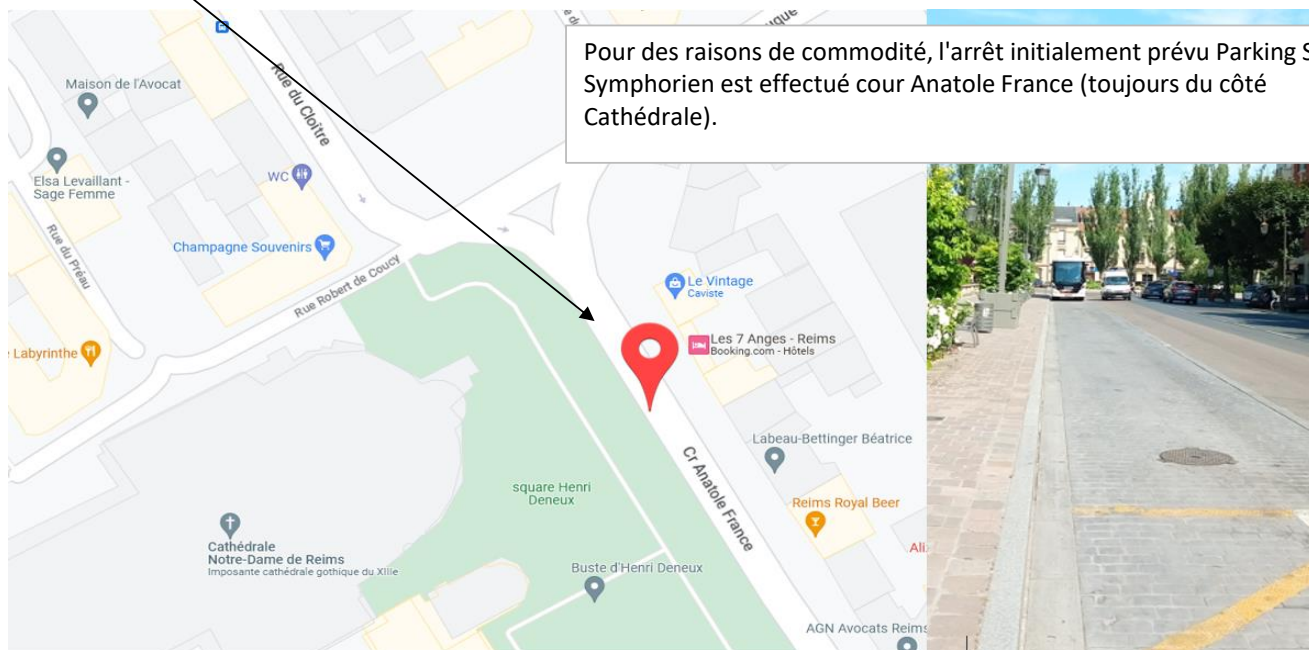 Pour des raisons de commodité, l'arrêt initialement prévu Parking S
Symphorien est effectué cour Anatole France (toujours du côté
Cathédrale).
Maison de l'Avocat
Rue du Cloître
Elsa Levaillant -
Sage Femme
WC
Rue du Préau
Champagne Souvenirs
Rue Robert de Coucy
Le Vintage
Caviste
Les 7 Anges - Reims
Booking.com - Hôtels
Labyrinthe
Labeau-Bettinger Béatrice
Cr Anatole France
square Henri
Deneux
Reims Royal Beer
Cathédrale
Notre-Dame de Reims
Imposante cathédrale gothique du XIIIe
Ali
Buste d'Henri Deneux
AGN Avocats Reims